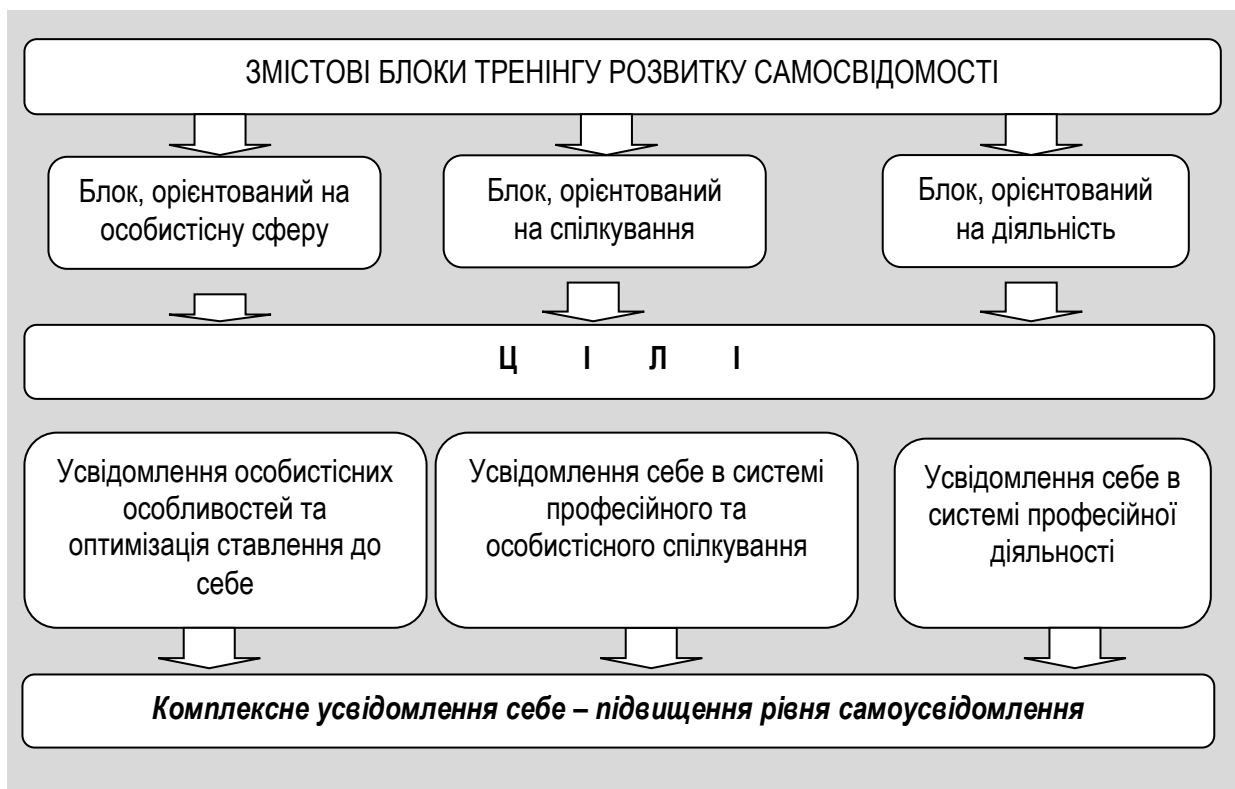 ЗМІСТОВІ БЛОКИ ТРЕНІНГУ РОЗВИТКУ САМОСВІДОМОСТІ
Блок, орієнтований на
особистісну сферу
Блок, орієнтований
на спілкування
Блок, орієнтований
на діяльність
Ц І Л І
Усвідомлення особистісних
особливостей та
оптимізація ставлення до
себе
Усвідомлення себе в системі
професійного та
особистісного спілкування
Усвідомлення себе в
системі професійної
діяльності
Комплексне усвідомлення себе – підвищення рівня самоусвідомлення